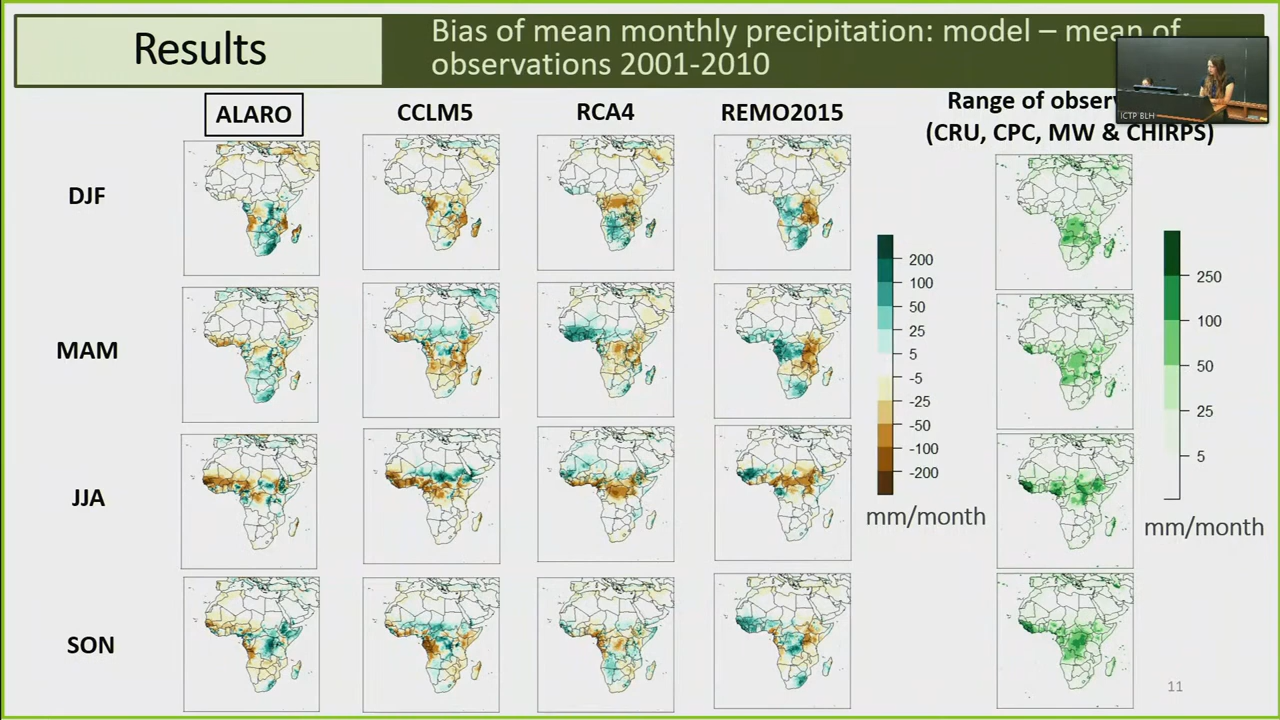 Results
Bias of mean monthly precipitation: model – mean of
observations 2001-2010
ICTP BLH
ALARO
CCLM5
RCA4
REMO2015
Range of
(CRU, CPC, MW & CHIRPS)
DJF
MAM
JJA
SON
200
100
50
25
5
-5
-25
-50
-100
-200
mm/month
250
100
50
25
5
mm/month
11